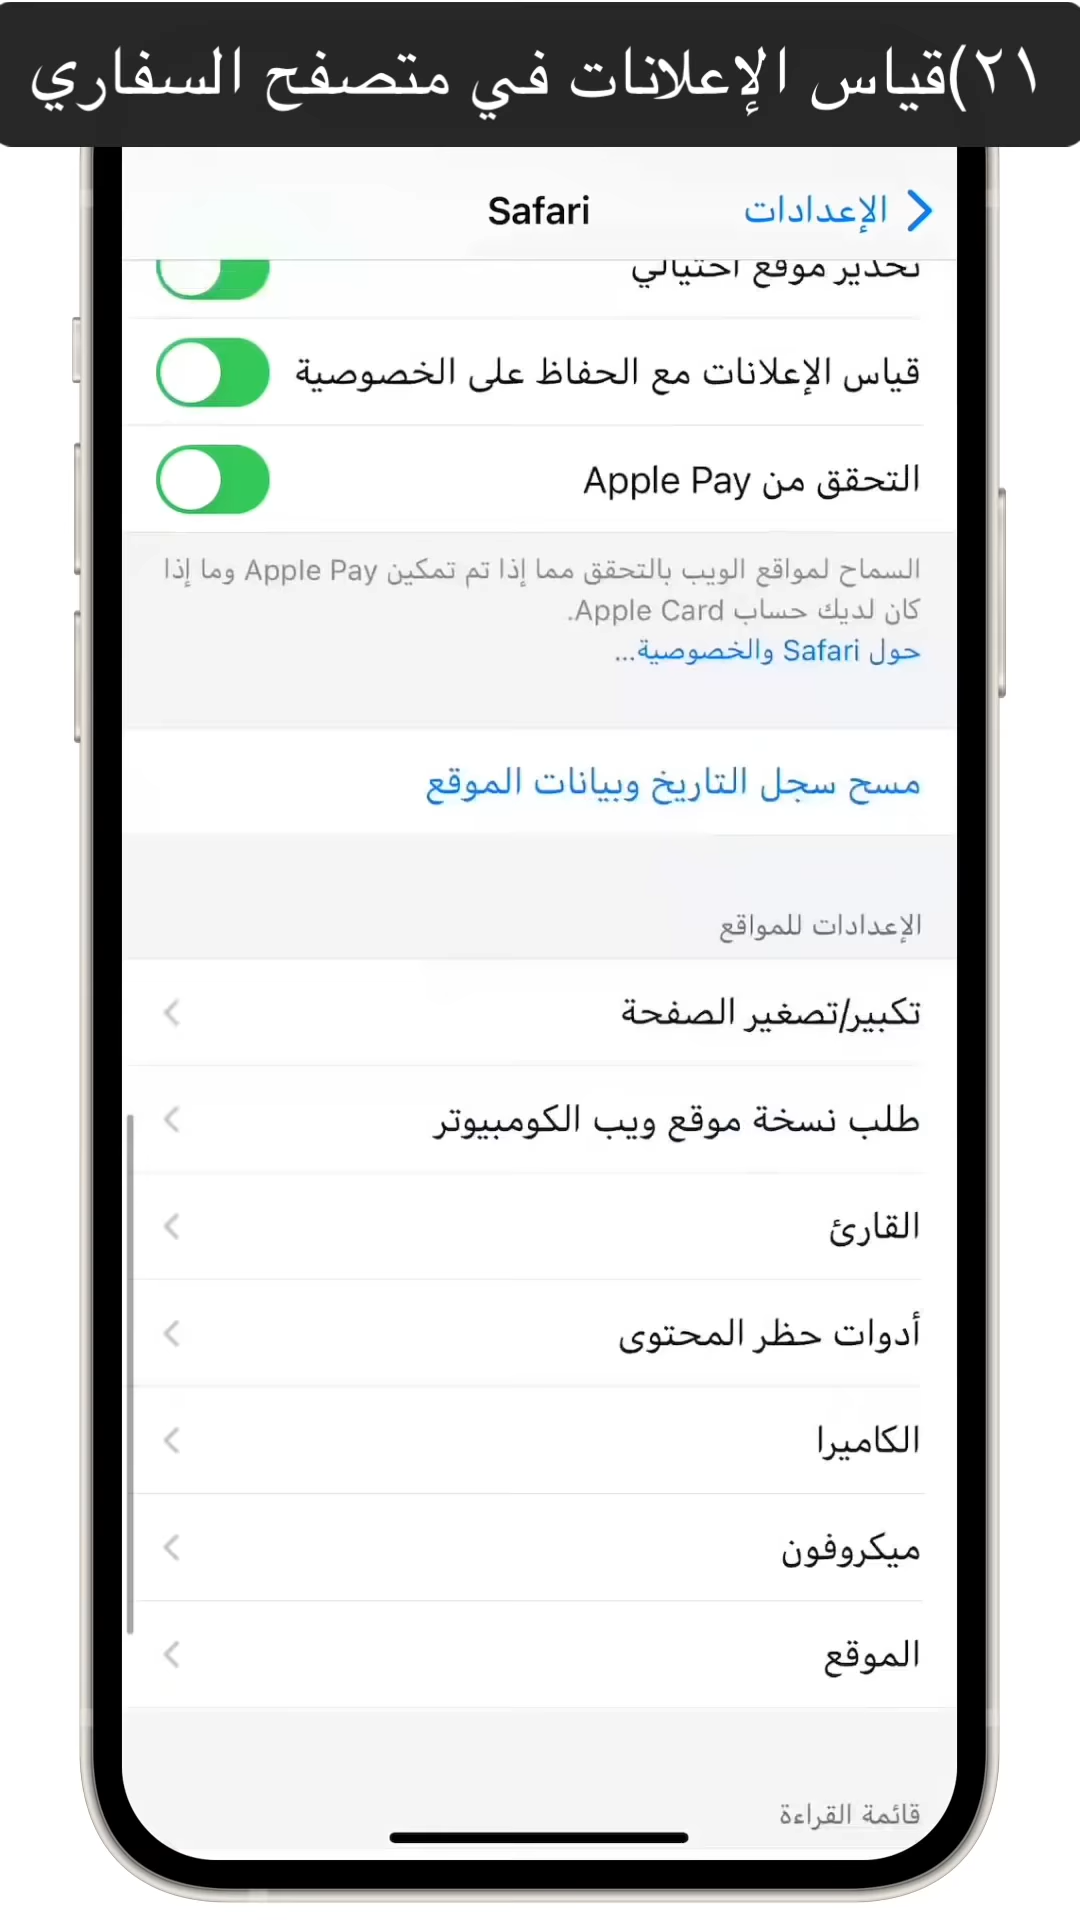 ٢١)قياس الإعلانات في متصفح السفاري
الإعدادات
Safari
تحذير موقع احتيالي
قياس الإعلانات مع الحفاظ على الخصوصية
التحقق من Apple Pay
السماح لمواقع الويب بالتحقق مما إذا تم تمكين Apple Pay وما إذا
كان لديك حساب Apple Card.
حول Safari والخصوصية...
مسح سجل التاريخ وبيانات الموقع
الإعدادات للمواقع
تكبير/تصغير الصفحة
طلب نسخة موقع ويب الكومبيوتر
القارئ
أدوات حظر المحتوى
الكاميرا
ميكروفون
الموقع
قائمة القراءة